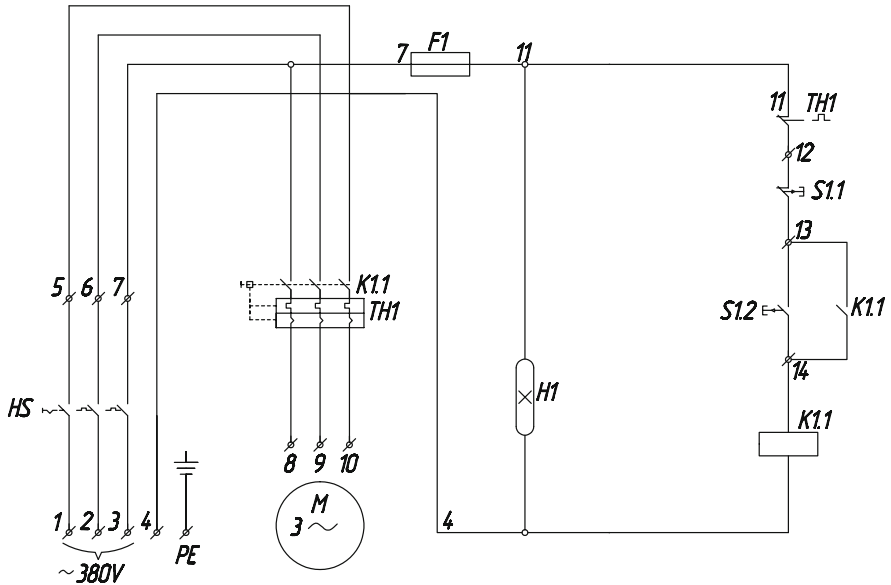 7 F1 11
11 TH1
12
S1.1
13
5 6 7 K1.1
TH1
S1.2 K1.1
14
H1
HS
K1.1
8 9 10
1 2 3 4 M 4
3 ~
PE
~380V